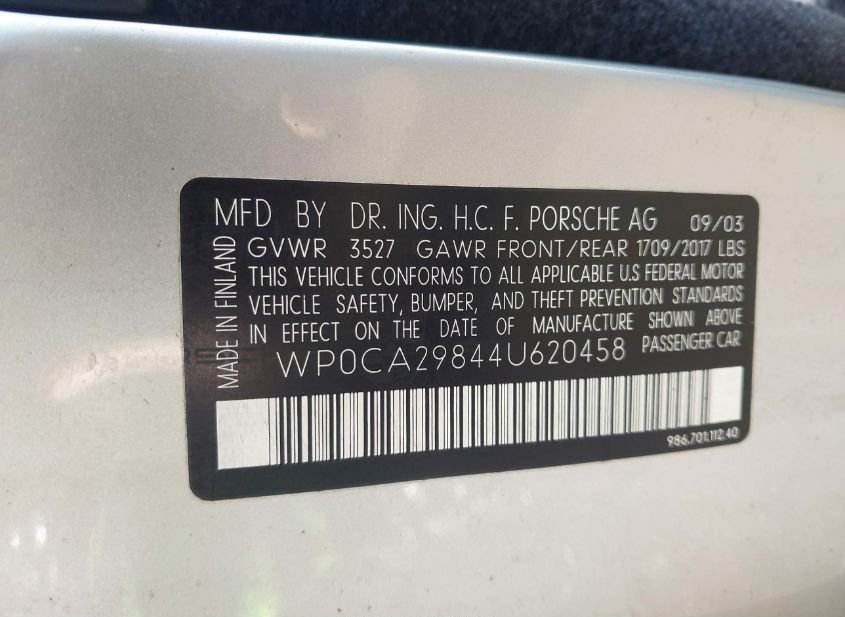 MFD BY DR. ING. H.C. F. PORSCHE AG 09/03
GVWR 3527 GAWR FRONT/REAR 1709/2017 LBS
THIS VEHICLE CONFORMS TO ALL APPLICABLE U.S FEDERAL MOTOR
VEHICLE SAFETY, BUMPER, AND THEFT PREVENTION STANDARDS
IN EFFECT ON THE DATE OF MANUFACTURE SHOWN ABOVE
WP0CA29844U620458 PASSENGER CAR
MADE IN FINLAND
986.701.112.40